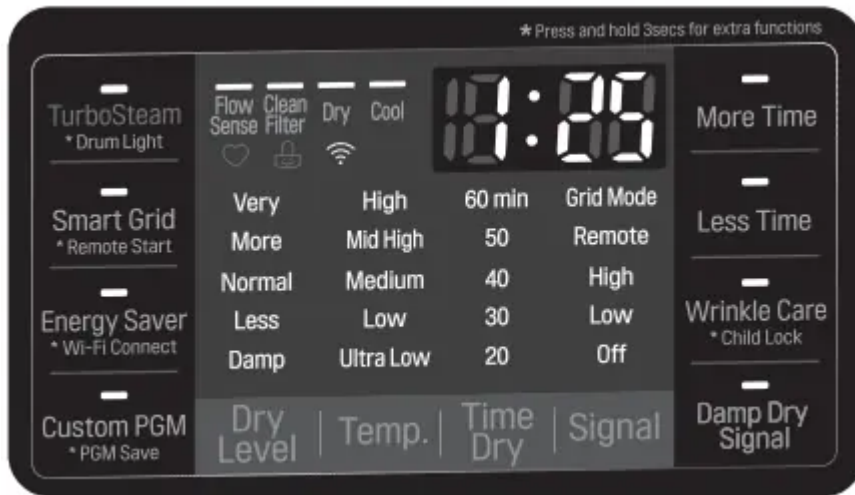 * Press and hold 3secs for extra functions
TurboSteam
* Drum Light
Smart Grid
* Remote Start
Energy Saver
* Wi-Fi Connect
Custom PGM
* PGM Save
Flow Sense Clean Filter Dry Cool
1:25
Very High 60 min Grid Mode
More Mid High 50 Remote
Normal Medium 40 High
Less Low 30 Low
Damp Ultra Low 20 Off
Dry Level Temp. Time Dry Signal
More Time
Less Time
Wrinkle Care
* Child Lock
Damp Dry
Signal